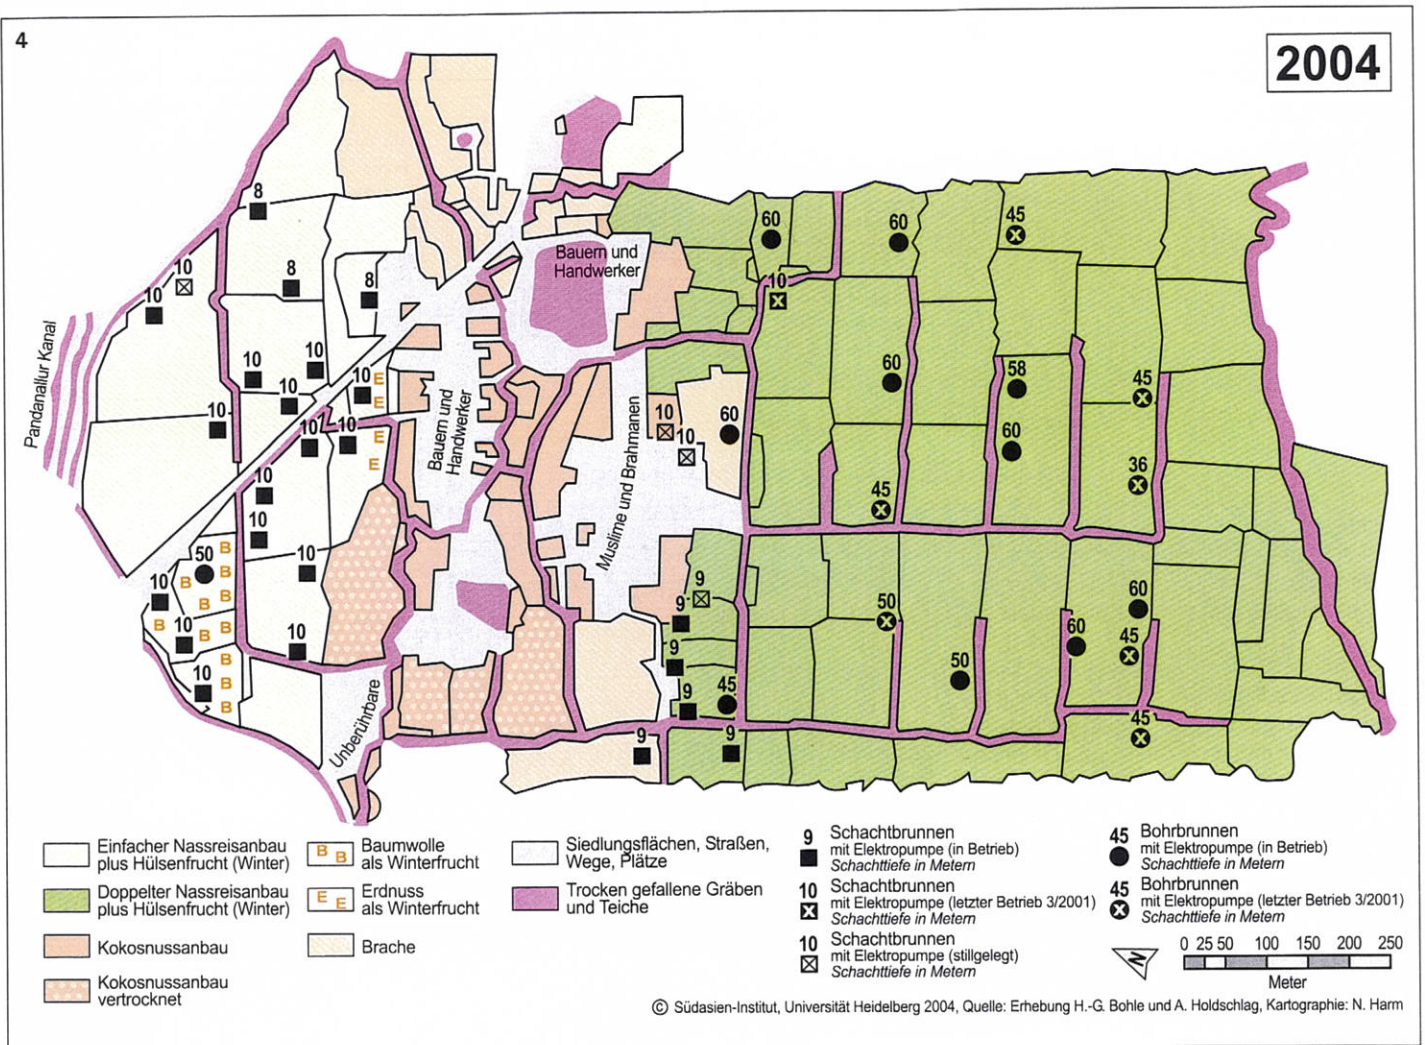 4
2004
8
10
10
8
8
10
10
10
10
10
10
10
10
10
10
50
10
10
10
10
60
60
45
10
60
58
45
60
36
45
10
10
60
9
9
9
9
45
9
9
50
50
60
60
45
45
E
E
E
E
B
B
B
B
B
B
B
B
B
B
B
Pandanallur Kanal
Bauern und
Handwerker
Bauern und
Handwerker
Muslime und Brahmanen
Unberührbare
Einfacher Nassreisanbau
plus Hülsenfrucht (Winter)
Doppelter Nassreisanbau
plus Hülsenfrucht (Winter)
Kokosnussanbau
Kokosnussanbau
vertrocknet
B B
Baumwolle
als Winterfrucht
E E
Erdnuss
als Winterfrucht
Brache
Siedlungsflächen, Straßen,
Wege, Plätze
Trocken gefallene Gräben
und Teiche
9 Schachtbrunnen
mit Elektropumpe (in Betrieb)
Schachttiefe in Metern
10 Schachtbrunnen
mit Elektropumpe (letzter Betrieb 3/2001)
Schachttiefe in Metern
10 Schachtbrunnen
mit Elektropumpe (stillgelegt)
Schachttiefe in Metern
45 Bohrbrunnen
mit Elektropumpe (in Betrieb)
Schachttiefe in Metern
45 Bohrbrunnen
mit Elektropumpe (letzter Betrieb 3/2001)
Schachttiefe in Metern
N
0 25 50 100 150 200 250
Meter
© Südasien-Institut, Universität Heidelberg 2004, Quelle: Erhebung H.-G. Bohle und A. Holdschlag, Kartographie: N. Harm